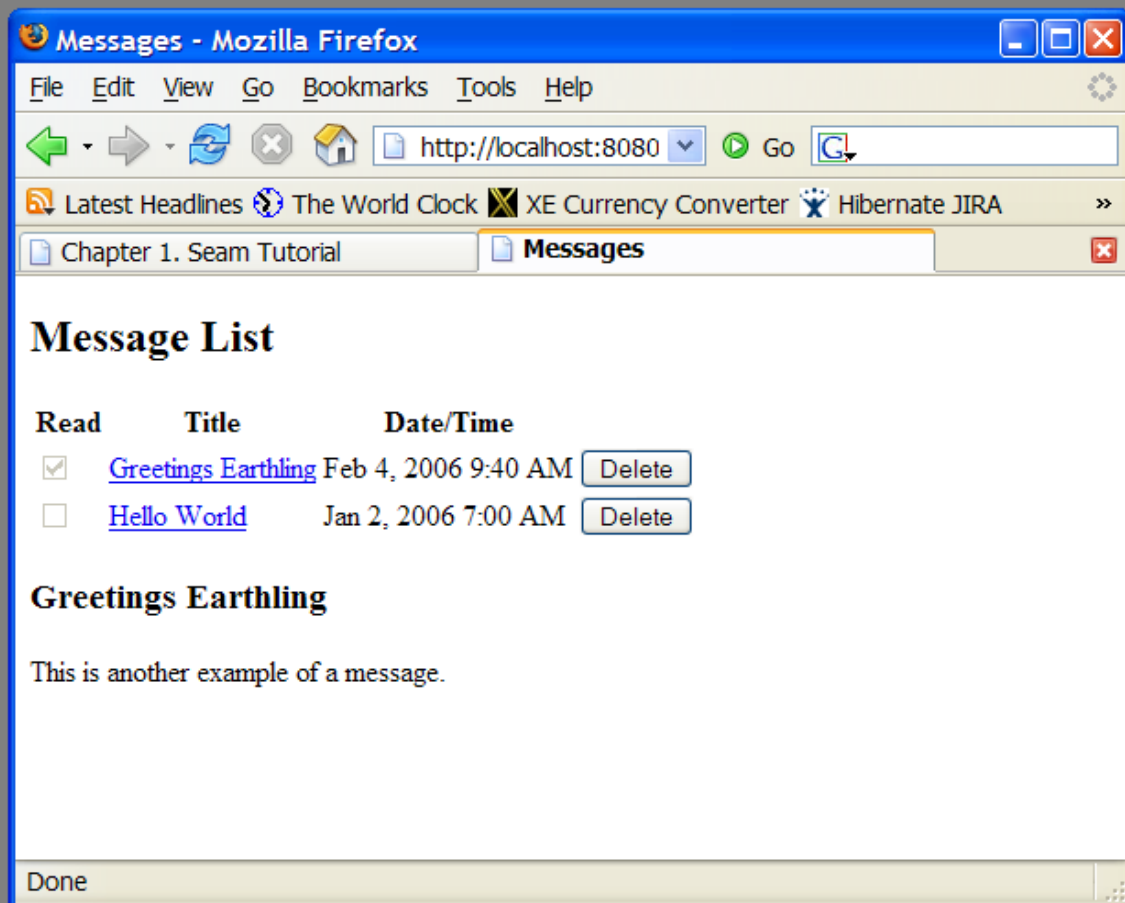 Messages - Mozilla Firefox
File Edit View Go Bookmarks Tools Help
http://localhost:8080 Go G
Latest Headlines The World Clock XE Currency Converter Hibernate JIRA »
Chapter 1. Seam Tutorial Messages
Message List
Read Title Date/Time
Greetings Earthling Feb 4, 2006 9:40 AM Delete
Hello World Jan 2, 2006 7:00 AM Delete
Greetings Earthling
This is another example of a message.
Done